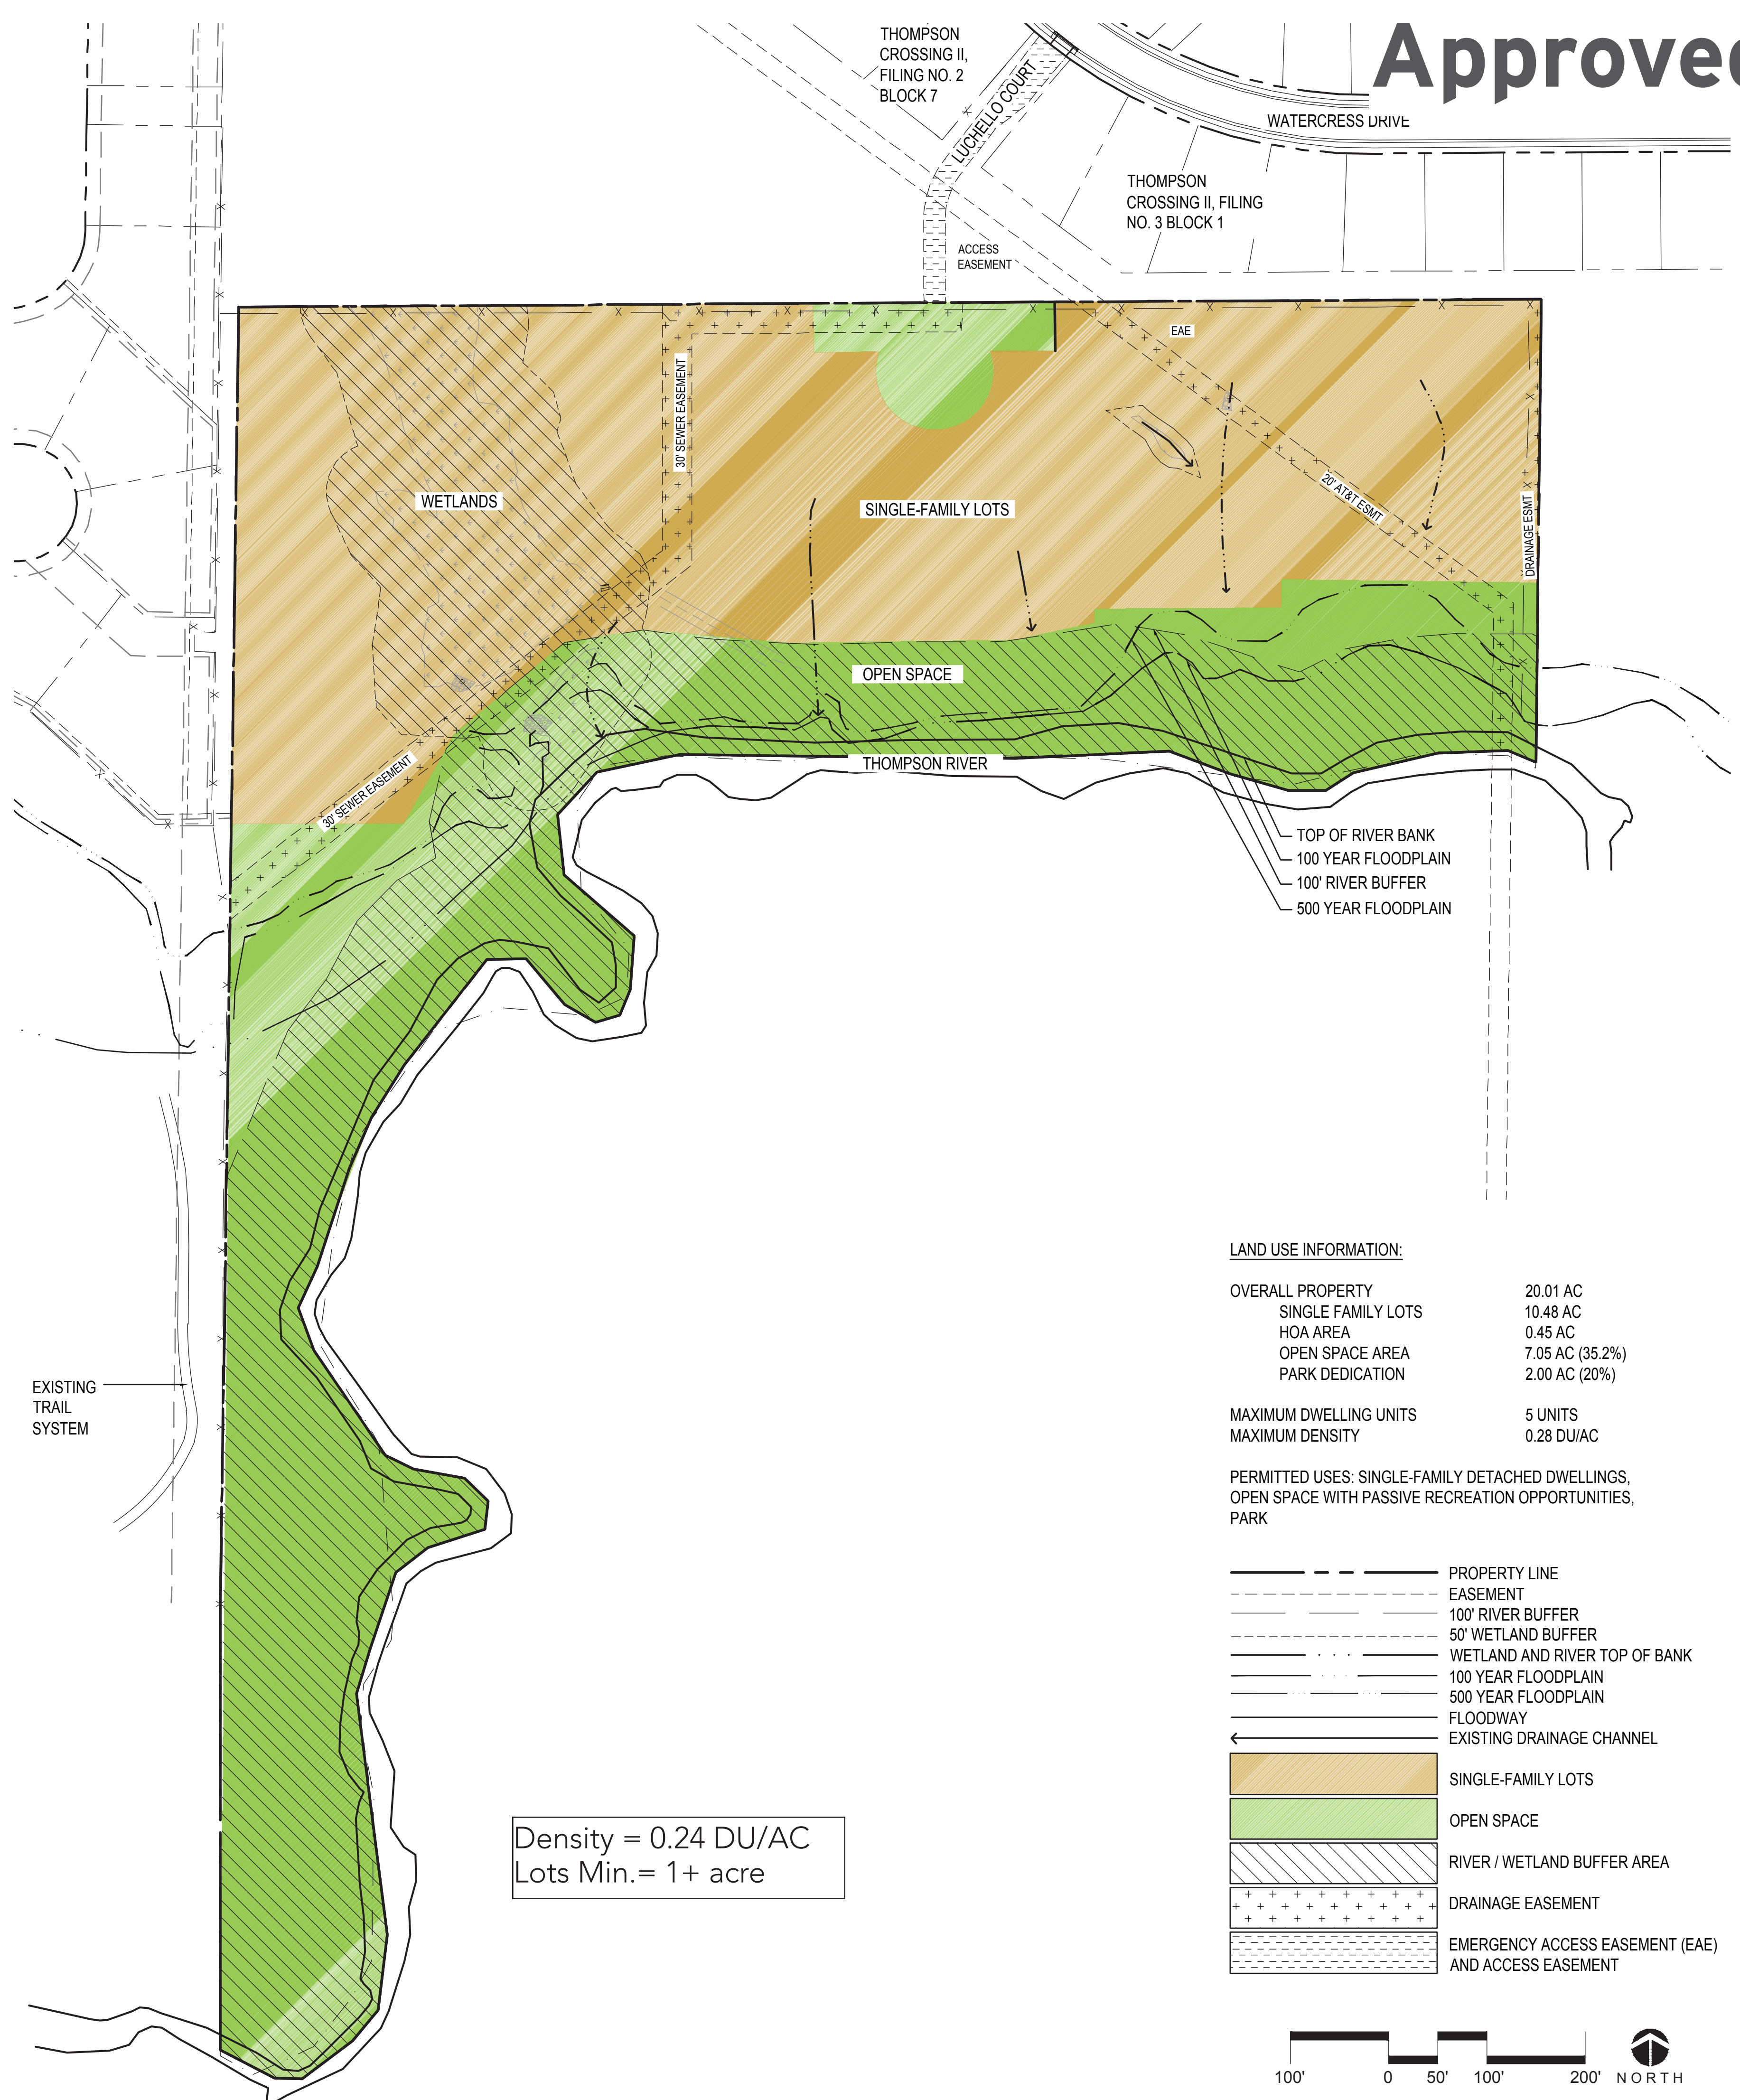 Approved
THOMPSON
CROSSING II,
FILING NO. 2
BLOCK 7
LUCHELLO COURT
WATERCRESS DRIVE
THOMPSON
CROSSING II, FILING
NO. 3 BLOCK 1
ACCESS
EASEMENT
EAE
30' SEWER EASEMENT
WETLANDS
SINGLE-FAMILY LOTS
20' AT&T ESMT
DRAINAGE ESMT
OPEN SPACE
THOMPSON RIVER
30' SEWER EASEMENT
TOP OF RIVER BANK
100 YEAR FLOODPLAIN
100' RIVER BUFFER
500 YEAR FLOODPLAIN
EXISTING
TRAIL
SYSTEM
LAND USE INFORMATION:
OVERALL PROPERTY 20.01 AC
SINGLE FAMILY LOTS 10.48 AC
HOA AREA 0.45 AC
OPEN SPACE AREA 7.05 AC (35.2%)
PARK DEDICATION 2.00 AC (20%)
MAXIMUM DWELLING UNITS 5 UNITS
MAXIMUM DENSITY 0.28 DU/AC
PERMITTED USES: SINGLE-FAMILY DETACHED DWELLINGS,
OPEN SPACE WITH PASSIVE RECREATION OPPORTUNITIES,
PARK
PROPERTY LINE
EASEMENT
100' RIVER BUFFER
50' WETLAND BUFFER
WETLAND AND RIVER TOP OF BANK
100 YEAR FLOODPLAIN
500 YEAR FLOODPLAIN
FLOODWAY
EXISTING DRAINAGE CHANNEL
SINGLE-FAMILY LOTS
OPEN SPACE
RIVER / WETLAND BUFFER AREA
DRAINAGE EASEMENT
EMERGENCY ACCESS EASEMENT (EAE)
AND ACCESS EASEMENT
Density = 0.24 DU/AC
Lots Min.= 1+ acre
100' 0 50' 100' 200' NORTH